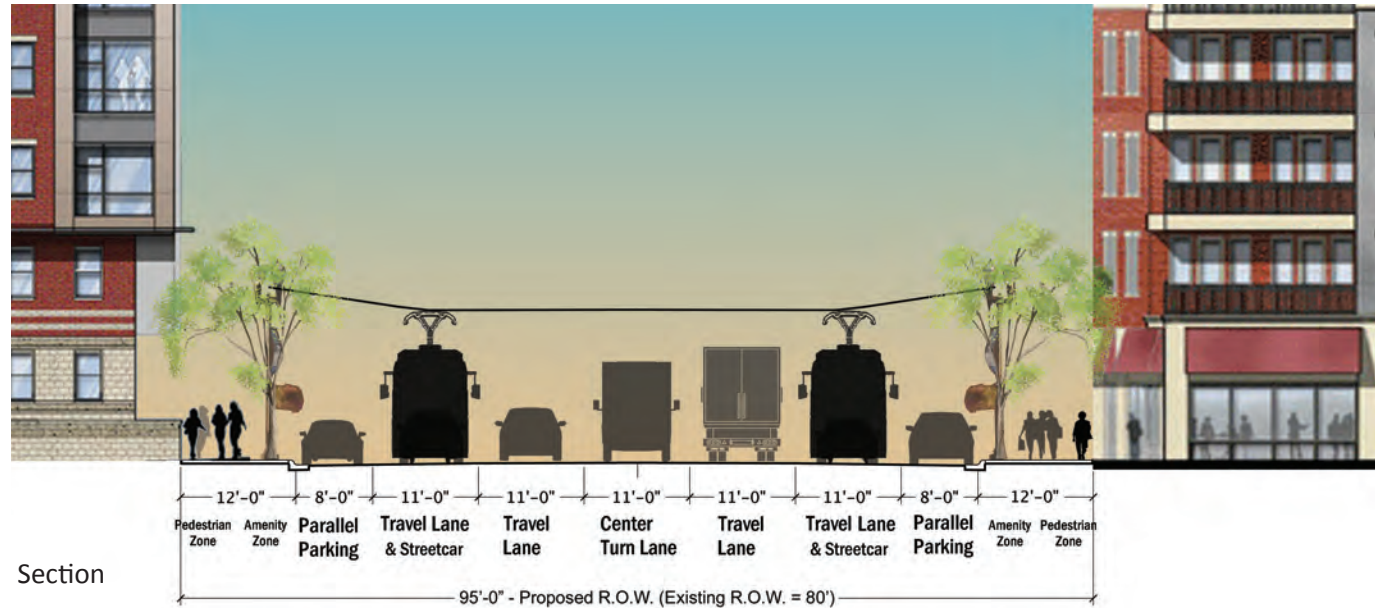 12'-0" 8'-0" 11'-0" 11'-0" 11'-0" 11'-0" 11'-0" 8'-0" 12'-0"
Pedestrian Zone
Amenity Zone
Parallel Parking
Travel Lane & Streetcar
Travel Lane
Center Turn Lane
Travel Lane
Travel Lane & Streetcar
Parallel Parking
Amenity Zone
Pedestrian Zone
Section
95'-0" - Proposed R.O.W. (Existing R.O.W. = 80')